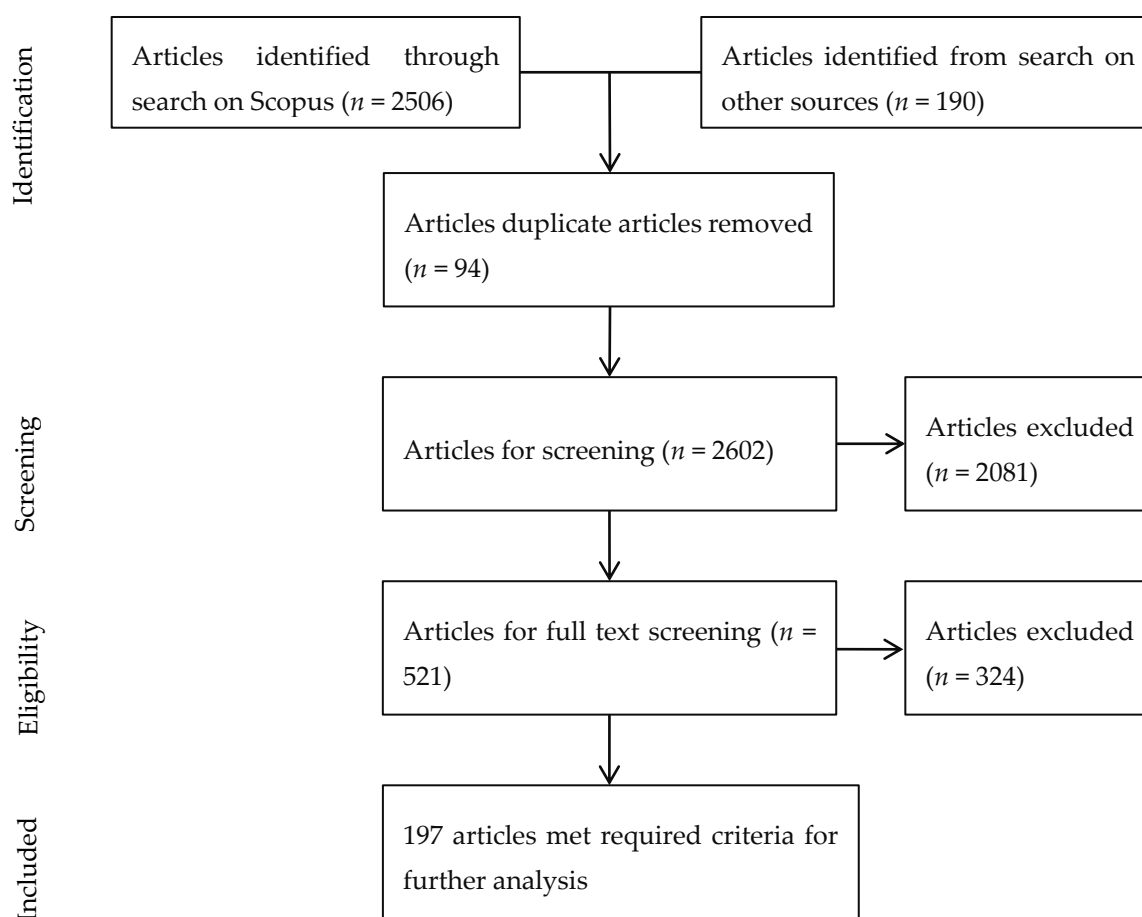 Identification
Articles identified through
search on Scopus (n = 2506)
Articles identified from search on
other sources (n = 190)
Articles duplicate articles removed
(n = 94)
Screening
Articles for screening (n = 2602)
Articles excluded
(n = 2081)
Eligibility
Articles for full text screening (n =
521)
Articles excluded
(n = 324)
Included
197 articles met required criteria for
further analysis